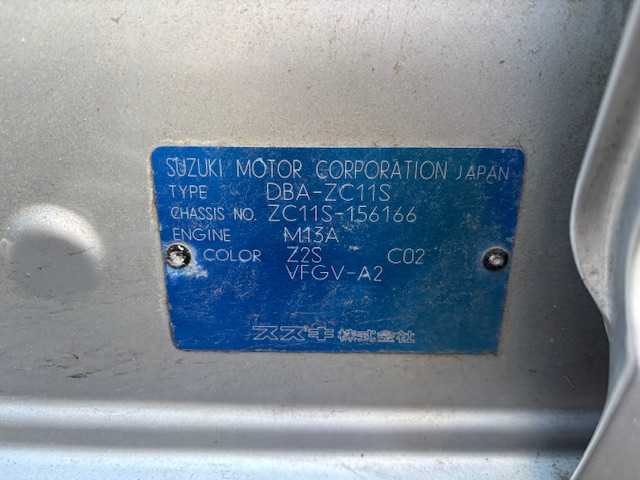 SUZUKI MOTOR CORPORATION JAPAN
TYPE DBA-ZC11S
CHASSIS NO. ZC11S-156166
ENGINE M13A
COLOR Z2S C02
VFGV-A2
スズキ株式会社